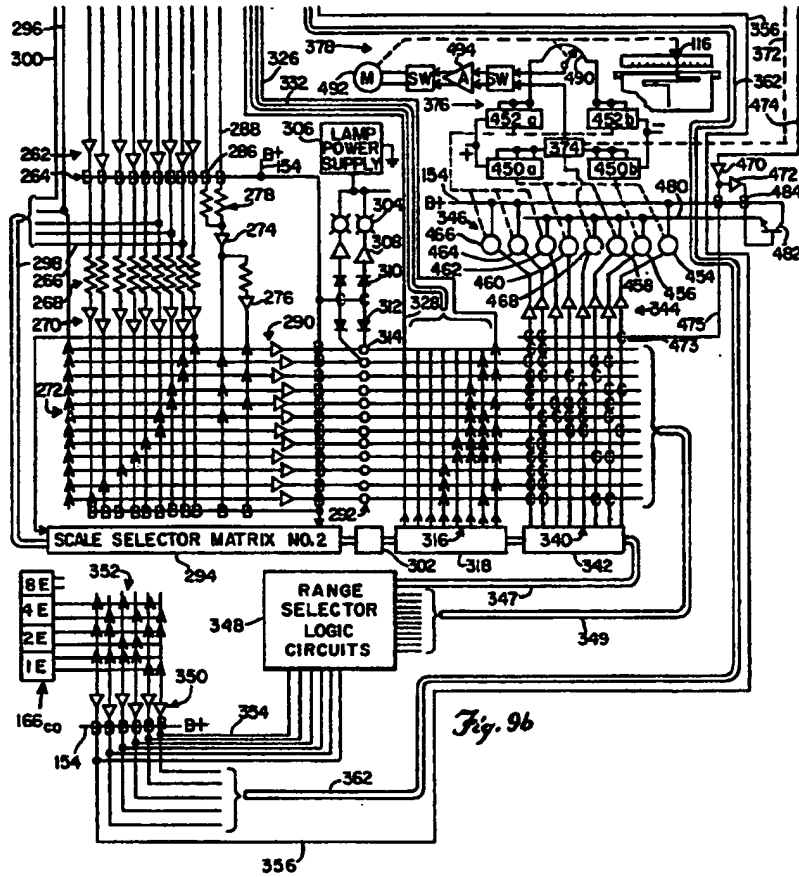 296
300
326
332
378
M
492
SW
A
494
SW
490
116
356
372
362
474
376
452a
452b
374
450a
450b
+
−
262
264
288
286
B+
154
306
LAMP
POWER
SUPPLY
278
274
276
304
308
310
312
314
328
154
B+
346
466
464
462
460
468
458
456
454
480
470
472
484
482
344
475
473
298
266
268
270
272
290
292
SCALE SELECTOR MATRIX NO.2
294
302
316
318
340
342
347
349
352
8E
4E
2E
1E
166co
348
RANGE
SELECTOR
LOGIC
CIRCUITS
350
B+
154
354
362
356
Fig. 9b